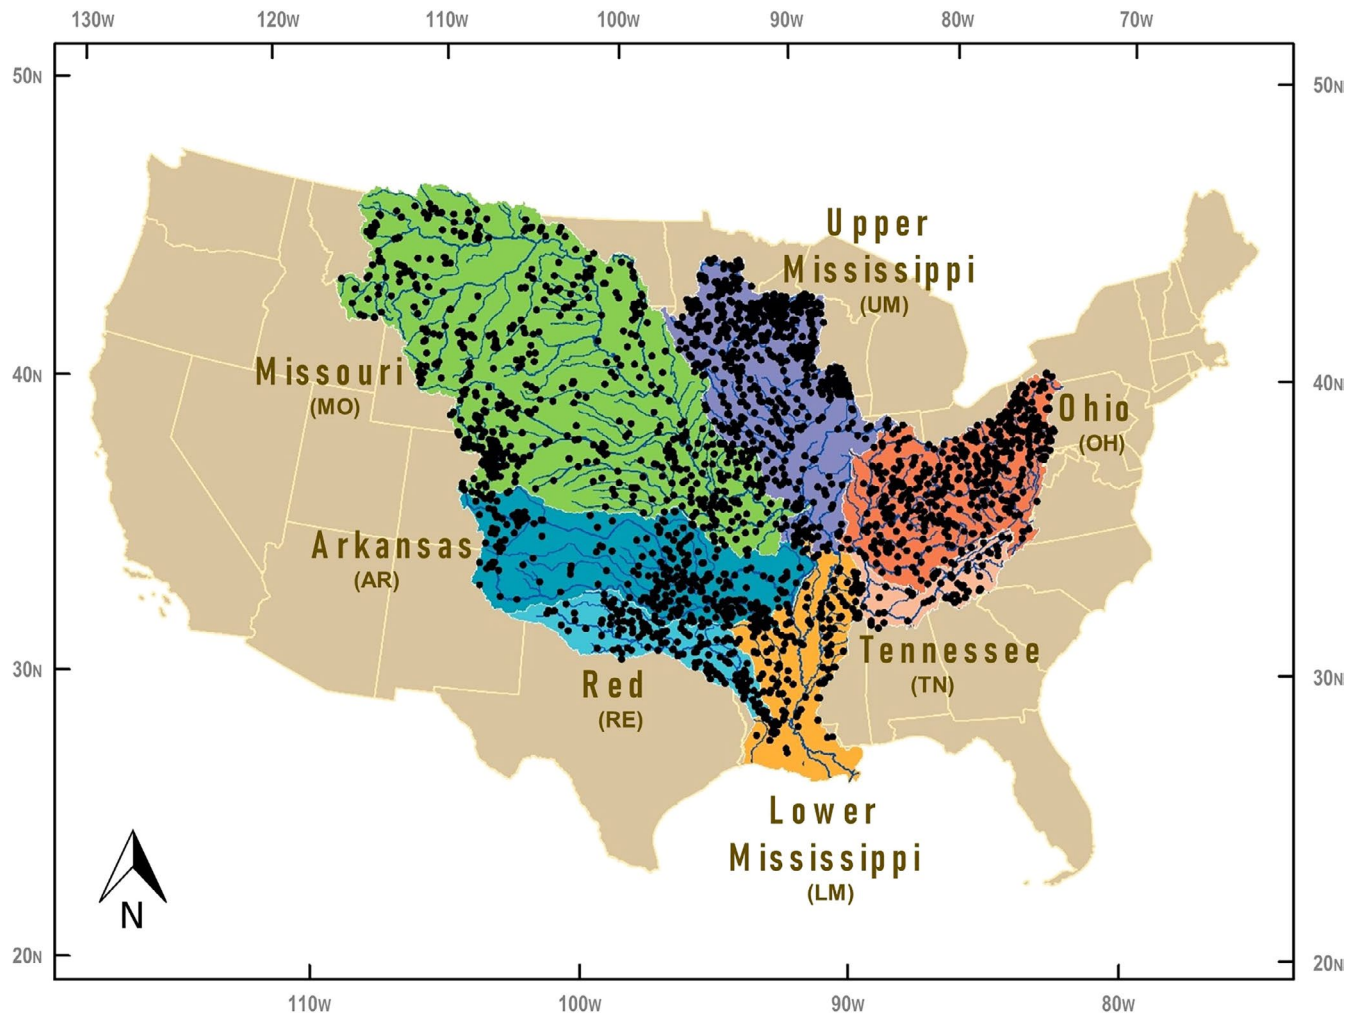 130W 120W 110W 100W 90W 80W 70W
50N
50N
Upper
Mississippi
(UM)
Missouri
(MO)
40N
40N
Ohio
(OH)
Arkansas
(AR)
Tennessee
(TN)
30N
30N
Red
(RE)
Lower
Mississippi
(LM)
N
20N
20N
110W 100W 90W 80W